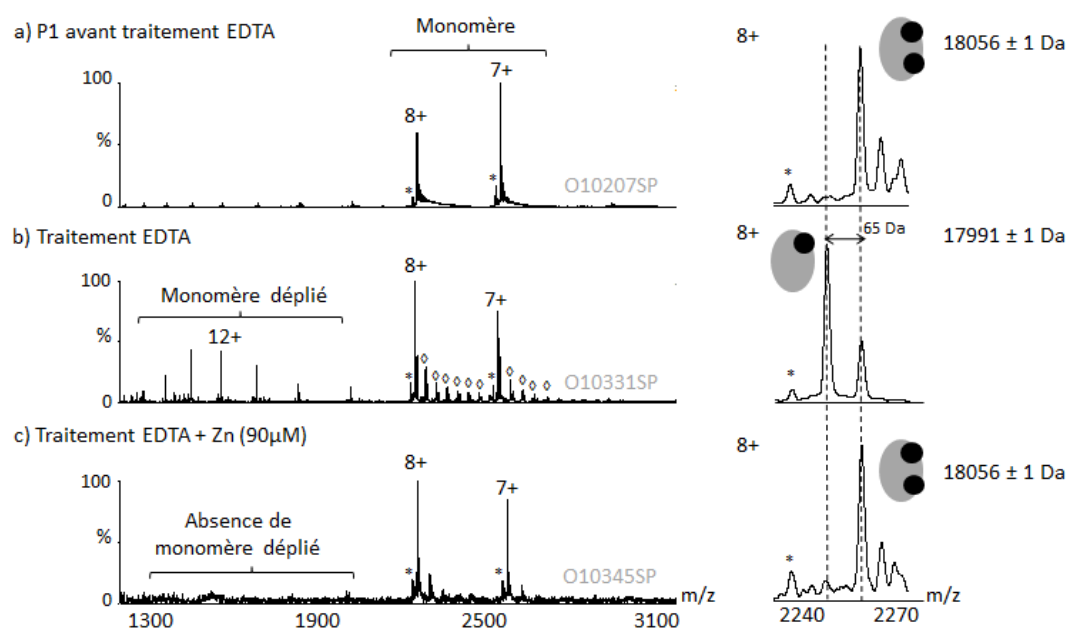 a) P1 avant traitement EDTA
Monomère
8+
7+
100
%
0
*
*
O10207SP
8+
*
18056 ± 1 Da
b) Traitement EDTA
Monomère déplié
12+
8+
7+
100
%
0
*
◊ ◊ ◊ ◊ ◊ ◊
*
◊ ◊ ◊ ◊ ◊
O10331SP
8+
65 Da
*
17991 ± 1 Da
c) Traitement EDTA + Zn (90µM)
Absence de
monomère déplié
8+
7+
100
%
0
*
*
O10345SP
8+
*
18056 ± 1 Da
1300 1900 2500 3100 m/z
2240 2270 m/z